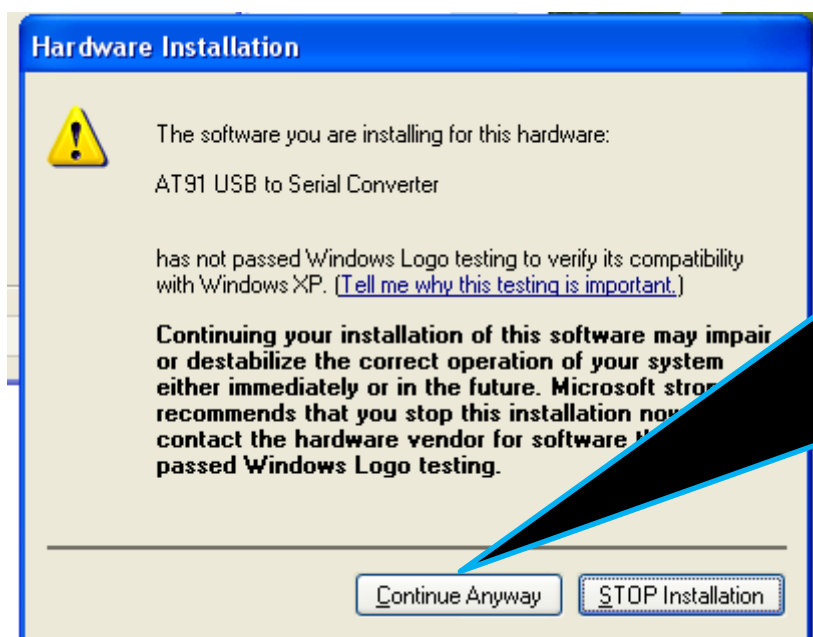 Hardware Installation
The software you are installing for this hardware:
AT91 USB to Serial Converter
has not passed Windows Logo testing to verify its compatibility
with Windows XP. (Tell me why this testing is important.)
Continuing your installation of this software may impair
or destabilize the correct operation of your system
either immediately or in the future. Microsoft
recommends that you stop this installation
contact the hardware vendor for software
passed Windows Logo testing.
Continue Anyway
STOP Installation